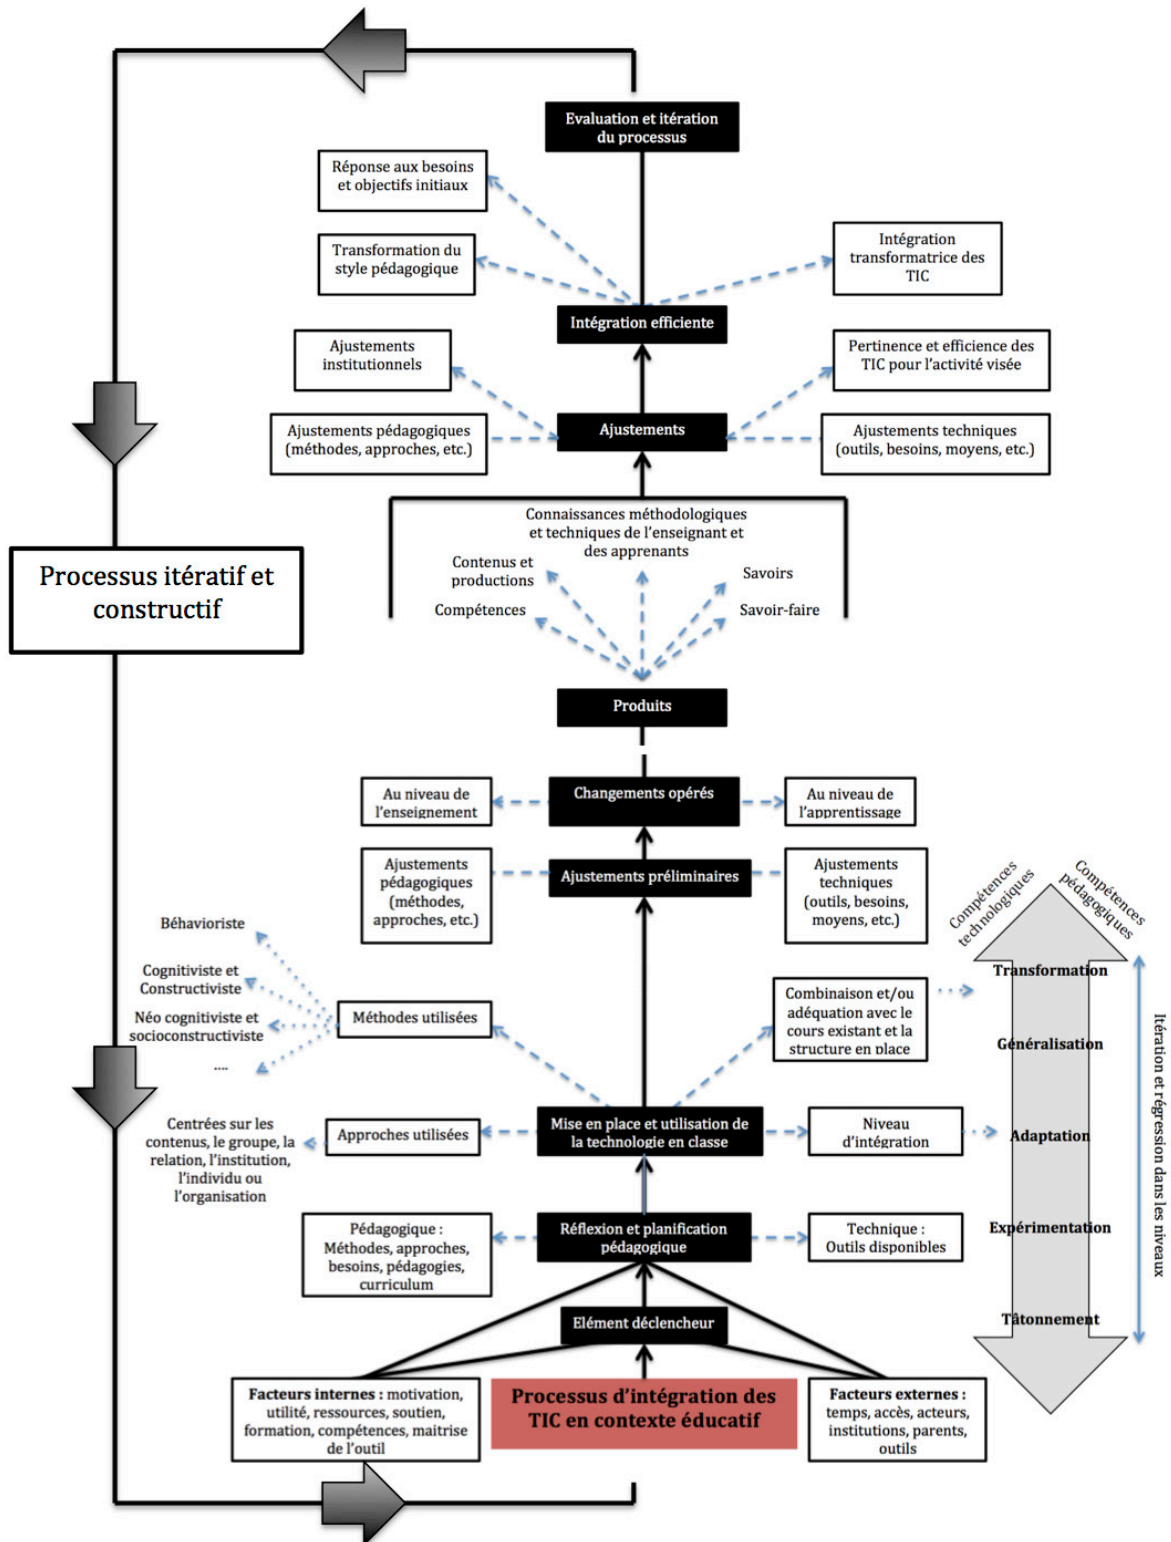 Evaluation et itération
du processus
Réponse aux besoins
et objectifs initiaux
Transformation du
style pédagogique
Intégration
transformatrice des
TIC
Intégration efficiente
Ajustements
institutionnels
Pertinence et efficience des
TIC pour l'activité visée
Ajustements pédagogiques
(méthodes, approches, etc.)
Ajustements
Ajustements techniques
(outils, besoins, moyens, etc.)
Connaissances méthodologiques
et techniques de l'enseignant et
des apprenants
Contenus et
productions
Savoirs
Compétences
Savoir-faire
Processus itératif et
constructif
Produits
Au niveau de
l'enseignement
Changements opérés
Au niveau de
l'apprentissage
Ajustements
pédagogiques
(méthodes,
approches, etc.)
Ajustements préliminaires
Ajustements
techniques
(outils, besoins,
moyens, etc.)
Compétences
technologiques
Compétences
pédagogiques
Béhavioriste
Cognitiviste et
Constructiviste
Néo cognitiviste et
socioconstructiviste
....
Méthodes utilisées
Combinaison et/ou
adéquation avec le
cours existant et la
structure en place
Transformation
Généralisation
Adaptation
Expérimentation
Tâtonnement
Itération et régression dans les niveaux
Centrées sur les
contenus, le groupe, la
relation, l'institution,
l'individu ou
l'organisation
Approches utilisées
Mise en place et utilisation de
la technologie en classe
Niveau
d'intégration
Pédagogique :
Méthodes, approches,
besoins, pédagogies,
curriculum
Réflexion et planification
pédagogique
Technique :
Outils disponibles
Elément déclencheur
Facteurs internes : motivation,
utilité, ressources, soutien,
formation, compétences, maitrise
de l'outil
Processus d'intégration des
TIC en contexte éducatif
Facteurs externes :
temps, accès, acteurs,
institutions, parents,
outils